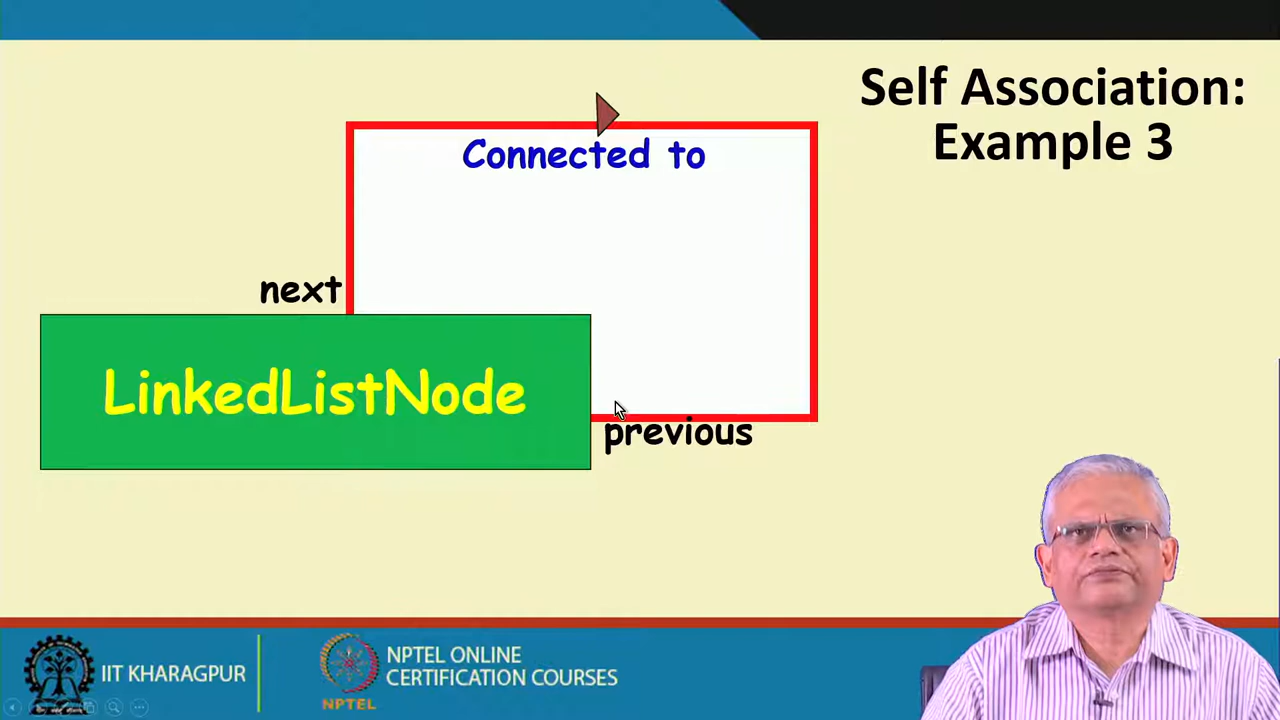 Self Association:
Example 3
Connected to
next
LinkedListNode
previous
IIT KHARAGPUR
NPTEL ONLINE
CERTIFICATION COURSES
NPTEL